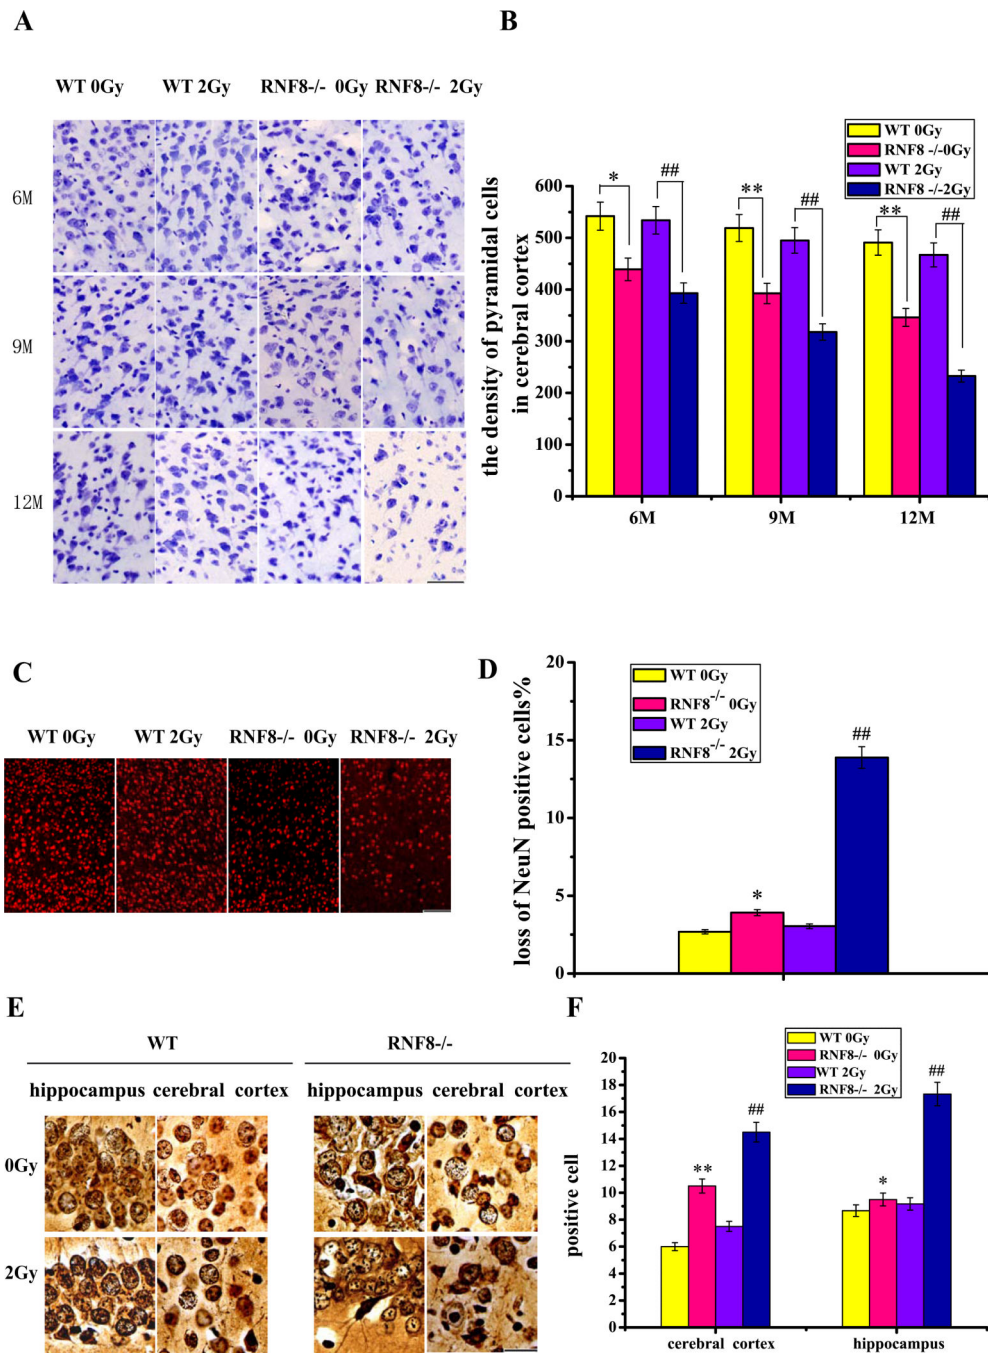 A
WT 0Gy WT 2Gy RNF8-/- 0Gy RNF8-/- 2Gy
6M
9M
12M
B
WT 0Gy
RNF8 -/-0Gy
WT 2Gy
RNF8 -/-2Gy
the density of pyramidal cells
in cerebral cortex
600
500
400
300
200
100
0
* ## ** ## ** ##
6M 9M 12M
C
WT 0Gy WT 2Gy RNF8-/- 0Gy RNF8-/- 2Gy
D
WT 0Gy
RNF8-/- 0Gy
WT 2Gy
RNF8-/- 2Gy
loss of NeuN positive cells%
20
15
10
5
0
* ##
E
WT RNF8-/-
hippocampus cerebral cortex hippocampus cerebral cortex
0Gy
2Gy
F
WT 0Gy
RNF8-/- 0Gy
WT 2Gy
RNF8-/- 2Gy
positive cell
20
18
16
14
12
10
8
6
4
2
0
** ## * ##
cerebral cortex hippocampus